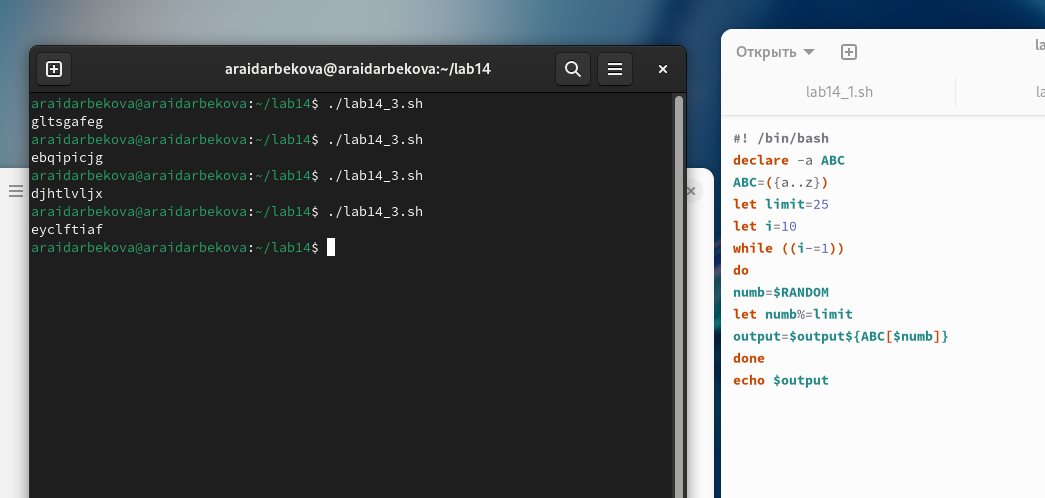 araidarbekova@araidarbekova:~/lab14
araidarbekova@araidarbekova:~/lab14$ ./lab14_3.sh
gltsgafeg
araidarbekova@araidarbekova:~/lab14$ ./lab14_3.sh
ebqipicjg
araidarbekova@araidarbekova:~/lab14$ ./lab14_3.sh
djhtlvljx
araidarbekova@araidarbekova:~/lab14$ ./lab14_3.sh
eyclftiaf
araidarbekova@araidarbekova:~/lab14$
Открыть
lab14_1.sh
#! /bin/bash
declare -a ABC
ABC=({a..z})
let limit=25
let i=10
while ((i-=1))
do
numb=$RANDOM
let numb%=limit
output=$output${ABC[$numb]}
done
echo $output